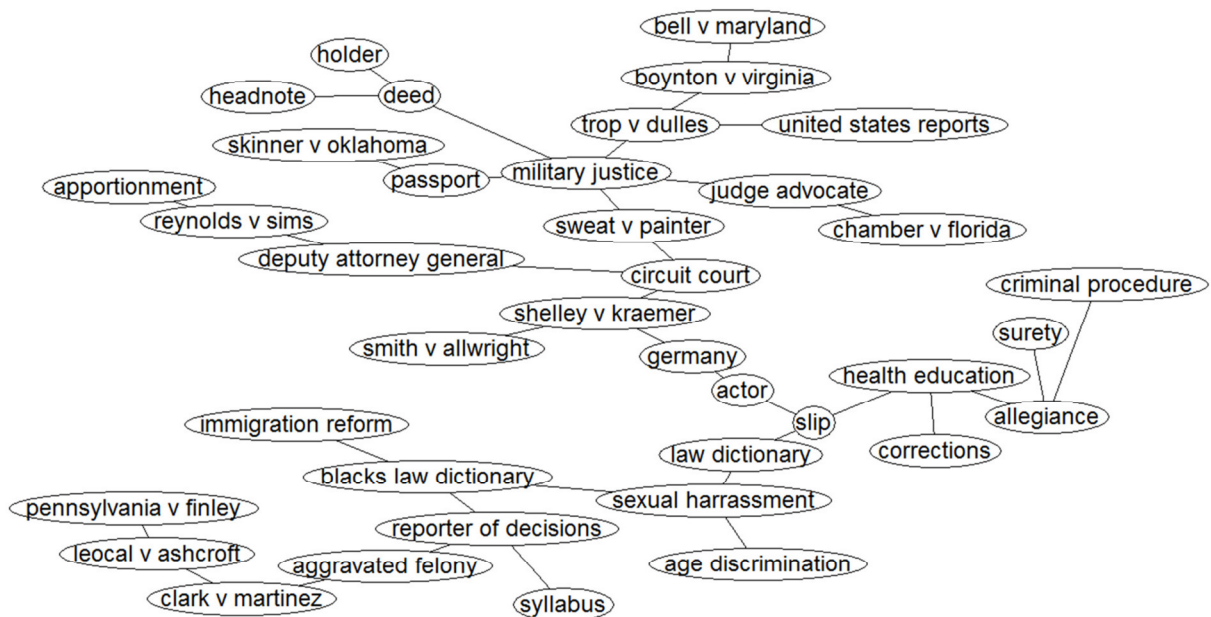 bell v maryland
holder
boynton v virginia
headnote
deed
trop v dulles
united states reports
skinner v oklahoma
military justice
passport
apportionment
judge advocate
reynolds v sims
sweat v painter
chamber v florida
deputy attorney general
circuit court
criminal procedure
shelley v kraemer
surety
smith v allwright
germany
health education
actor
allegiance
slip
immigration reform
law dictionary
corrections
blacks law dictionary
sexual harrassment
pennsylvania v finley
reporter of decisions
leocal v ashcroft
aggravated felony
age discrimination
clark v martinez
syllabus